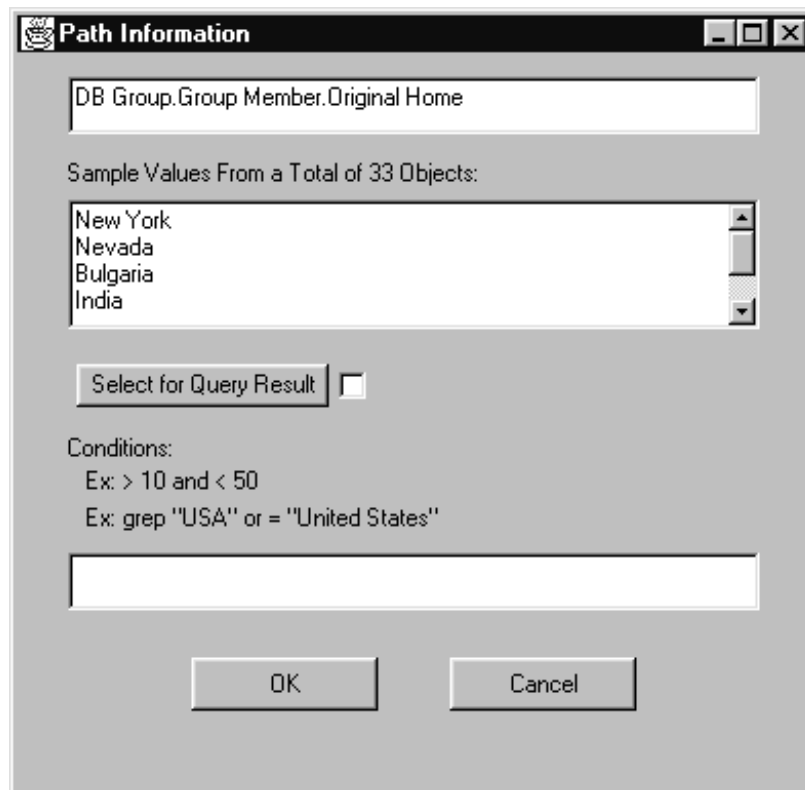 Path Information
DB Group.Group Member.Original Home
Sample Values From a Total of 33 Objects:
New York
Nevada
Bulgaria
India
Select for Query Result
Conditions:
Ex: > 10 and < 50
Ex: grep "USA" or = "United States"
OK
Cancel